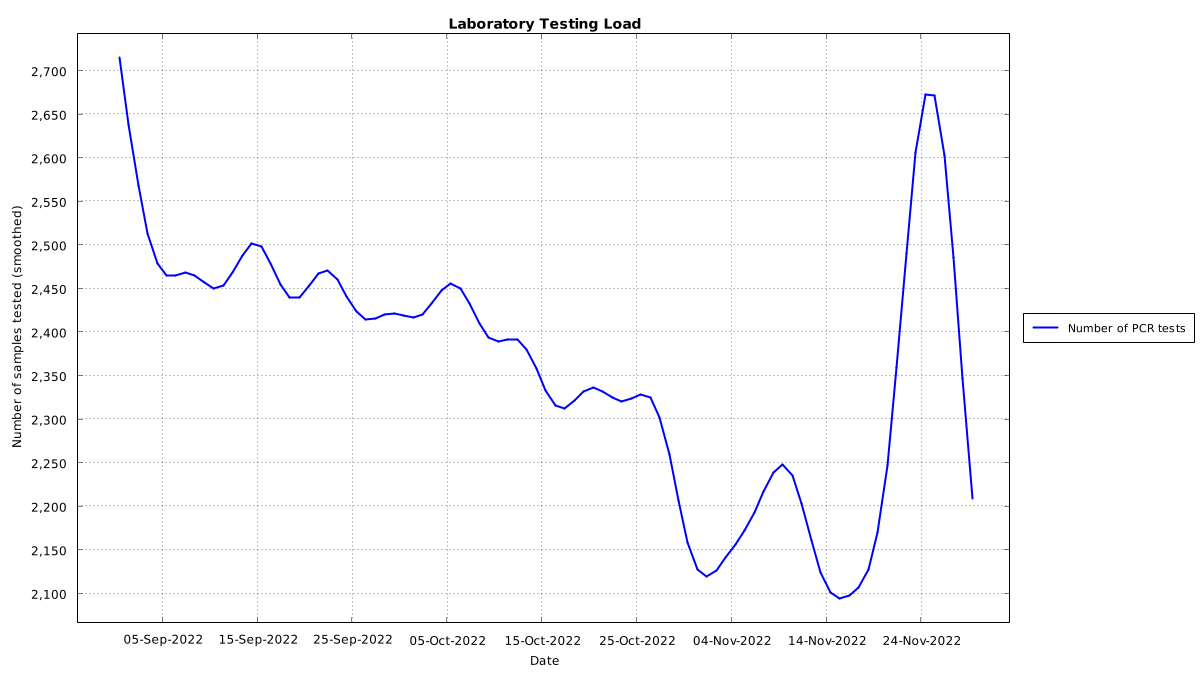 Laboratory Testing Load
Number of samples tested (smoothed)
2,700
2,650
2,600
2,550
2,500
2,450
2,400
2,350
2,300
2,250
2,200
2,150
2,100
05-Sep-2022 15-Sep-2022 25-Sep-2022 05-Oct-2022 15-Oct-2022 25-Oct-2022 04-Nov-2022 14-Nov-2022 24-Nov-2022
Date
Number of PCR tests